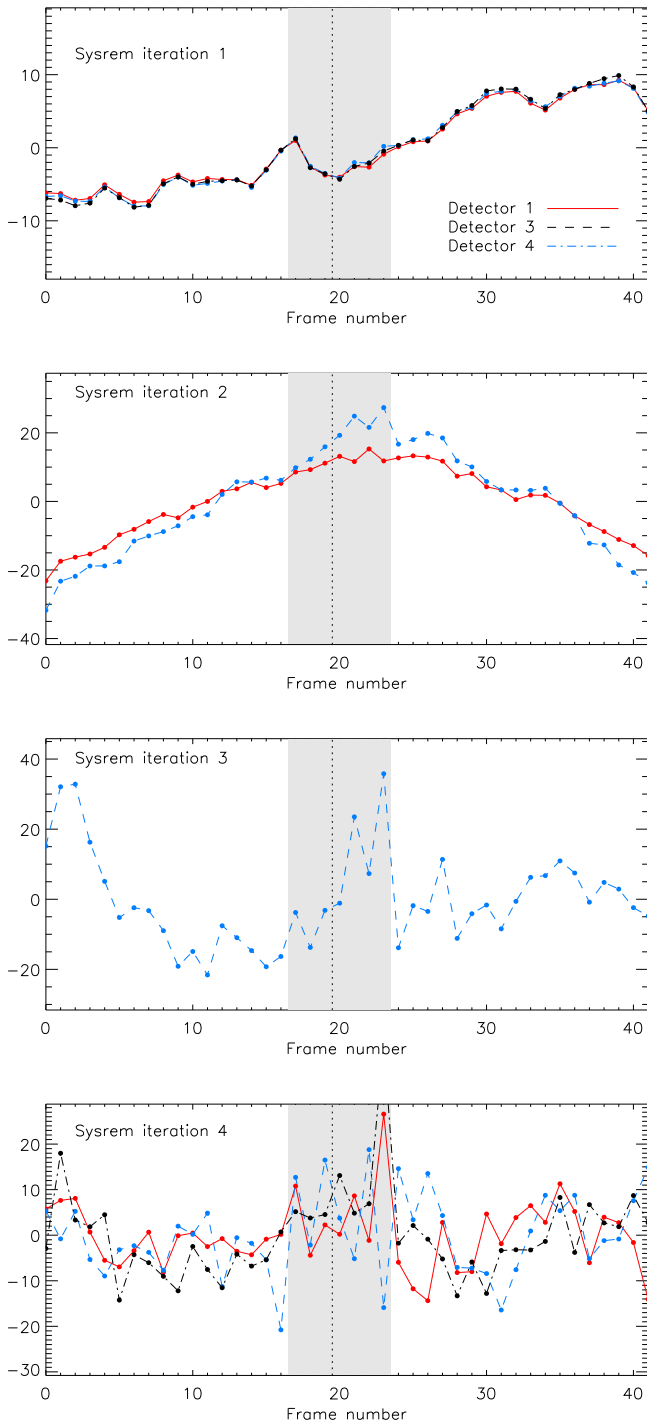 Sysrem iteration 1
10
0
−10
Detector 1
Detector 3
Detector 4
0 10 20 30 40
Frame number
Sysrem iteration 2
20
0
−20
−40
0 10 20 30 40
Frame number
Sysrem iteration 3
40
20
0
−20
0 10 20 30 40
Frame number
Sysrem iteration 4
20
10
0
−10
−20
−30
0 10 20 30 40
Frame number